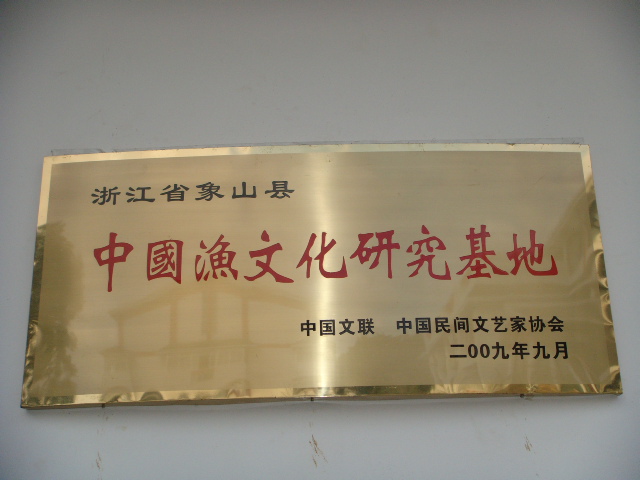 浙江省象山县
中國漁文化研究基地
中国文联 中国民间文艺家协会
二00九年九月